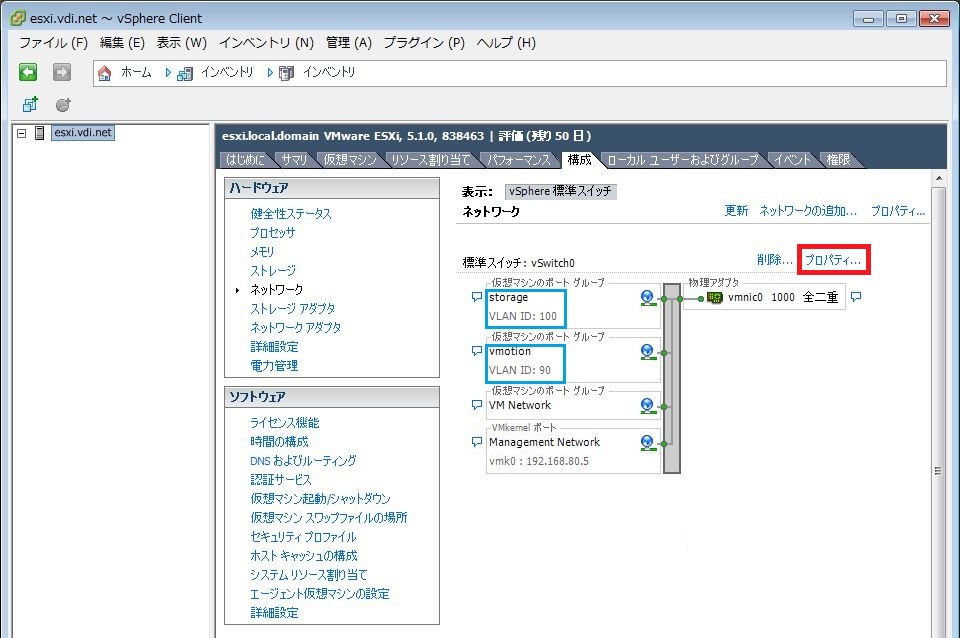 esxi.vdi.net ～ vSphere Client
ファイル (F) 編集 (E) 表示 (W) インベントリ (N) 管理 (A) プラグイン (P) ヘルプ (H)
ホーム インベントリ インベントリ
esxi.vdi.net
esxi.local.domain VMware ESXi, 5.1.0, 838463 | 評価 (残り 50 日)
はじめに サマリ 仮想マシン リソース割り当て パフォーマンス 構成 ローカル ユーザーおよびグループ イベント 権限
ハードウェア
健全性ステータス
プロセッサ
メモリ
ストレージ
ネットワーク
ストレージ アダプタ
ネットワーク アダプタ
詳細設定
電力管理
ソフトウェア
ライセンス機能
時間の構成
DNS およびルーティング
認証サービス
仮想マシン起動/シャットダウン
仮想マシン スワップファイルの場所
セキュリティ プロファイル
ホスト キャッシュの構成
システム リソース割り当て
エージェント仮想マシンの設定
詳細設定
表示: vSphere 標準スイッチ
ネットワーク
更新 ネットワークの追加... プロパティ...
標準スイッチ: vSwitch0 削除... プロパティ...
仮想マシンのポート グループ
storage
VLAN ID: 100
仮想マシンのポート グループ
vmotion
VLAN ID: 90
仮想マシンのポート グループ
VM Network
VMkernel ポート
Management Network
vmk0 : 192.168.80.5
物理アダプタ
vmnic0 1000 全二重